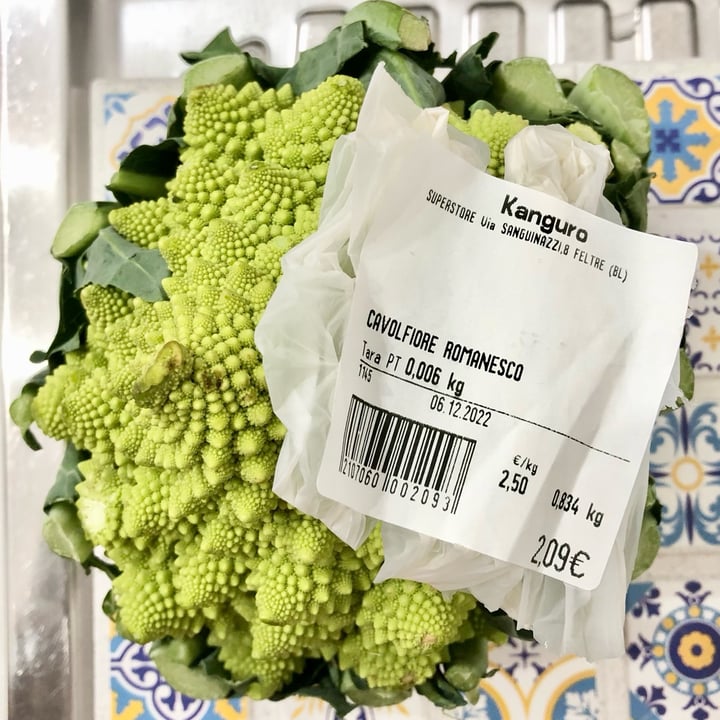 Kanguro
SUPERSTORE Via SANGUINAZZI,8 FELTRE (BL)
CAVOLFIORE ROMANESCO
Tara PT 0,006 kg
1145
06.12.2022
€/kg
2,50 0,834 kg
2107060 002093
2,09€